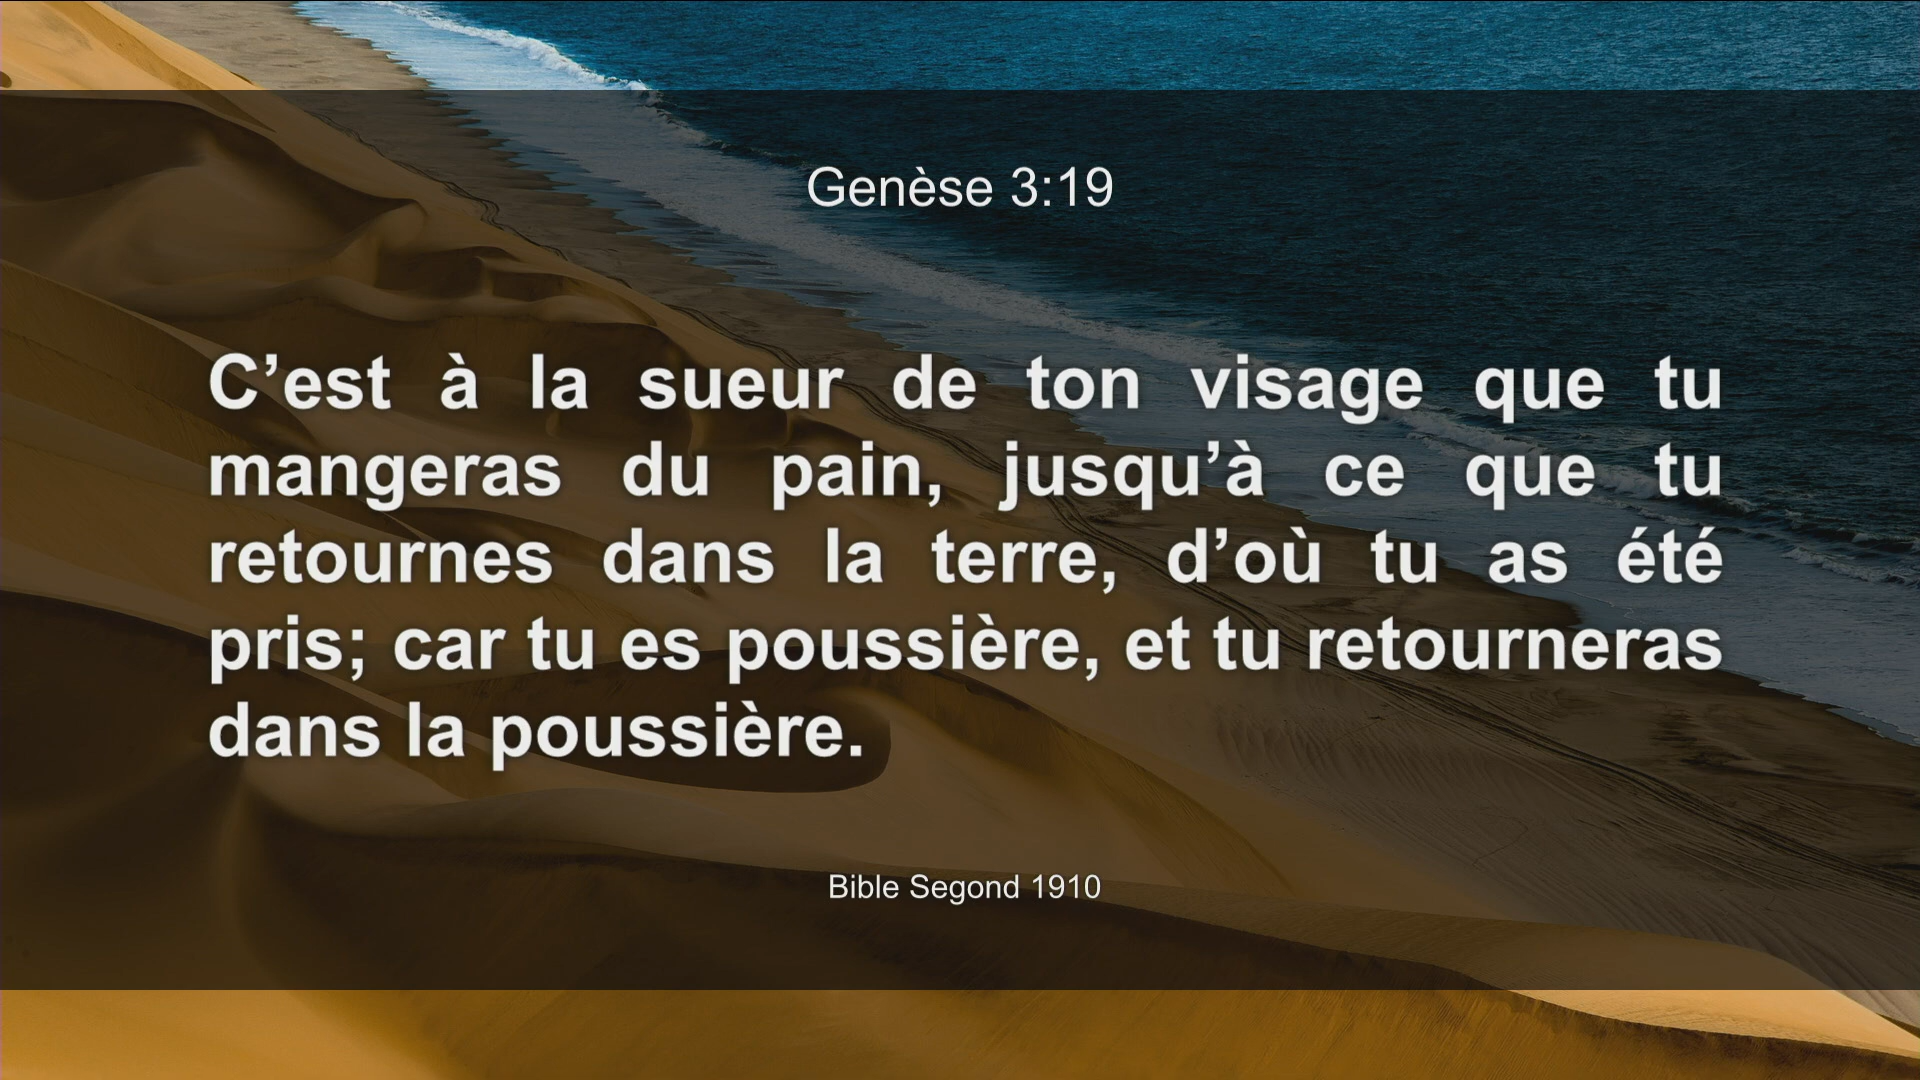 Genèse 3:19
C’est à la sueur de ton visage que tu
mangeras du pain, jusqu’à ce que tu
retournes dans la terre, d’où tu as été
pris; car tu es poussière, et tu retourneras
dans la poussière.
Bible Segond 1910